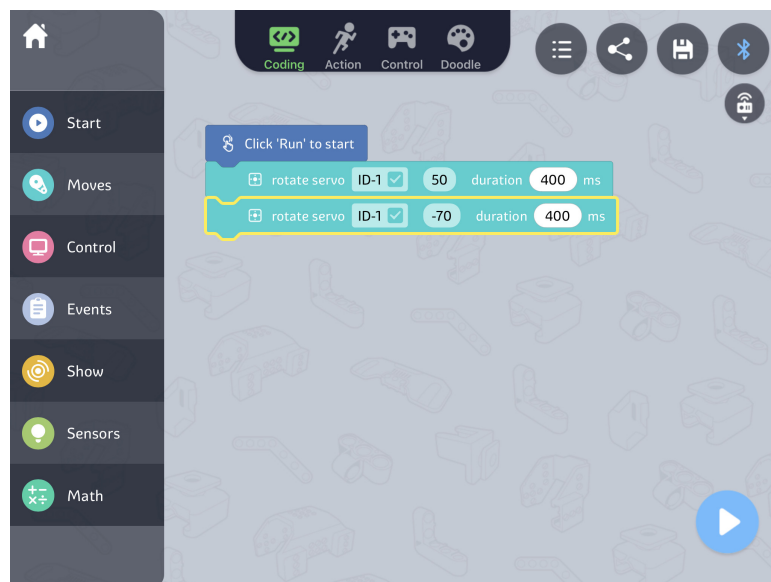 Coding Action Control Doodle
Start
Moves
Control
Events
Show
Sensors
Math
Click 'Run' to start
rotate servo ID-1 50 duration 400 ms
rotate servo ID-1 -70 duration 400 ms